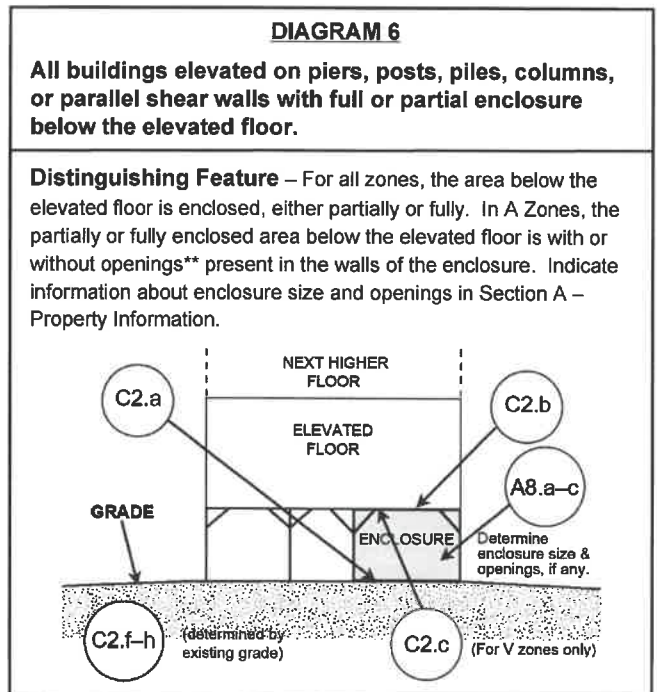 DIAGRAM 6
All buildings elevated on piers, posts, piles, columns,
or parallel shear walls with full or partial enclosure
below the elevated floor.
Distinguishing Feature – For all zones, the area below the
elevated floor is enclosed, either partially or fully. In A Zones, the
partially or fully enclosed area below the elevated floor is with or
without openings** present in the walls of the enclosure. Indicate
information about enclosure size and openings in Section A –
Property Information.
NEXT HIGHER
FLOOR
C2.a
C2.b
ELEVATED
FLOOR
A8.a–c
GRADE
ENCLOSURE
Determine
enclosure size &
openings, if any.
C2.f–h
(determined by
existing grade)
C2.c
(For V zones only)